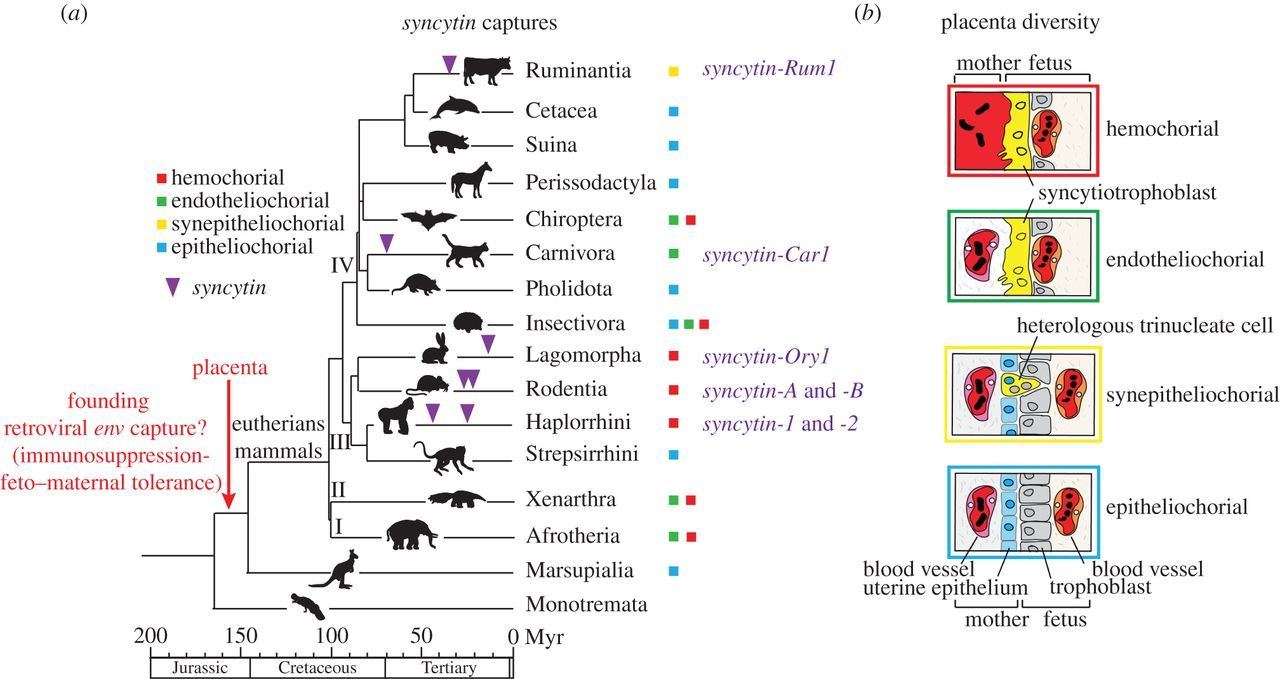 (a)
syncytin captures
hemochorial
endotheliochorial
synepitheliochorial
epitheliochorial
syncytin
placenta
founding
retroviral env capture?
(immunosuppression-
feto–maternal tolerance)
eutherians
mammals
IV
III
II
I
Ruminantia syncytin-Rum1
Cetacea
Suina
Perissodactyla
Chiroptera
Carnivora syncytin-Car1
Pholidota
Insectivora
Lagomorpha syncytin-Ory1
Rodentia syncytin-A and -B
Haplorrhini syncytin-1 and -2
Strepsirrhini
Xenarthra
Afrotheria
Marsupialia
Monotremata
200 150 100 50 0 Myr
Jurassic Cretaceous Tertiary
(b)
placenta diversity
mother fetus
hemochorial
syncytiotrophoblast
endotheliochorial
heterologous trinucleate cell
synepitheliochorial
epitheliochorial
blood vessel blood vessel
uterine epithelium trophoblast
mother fetus